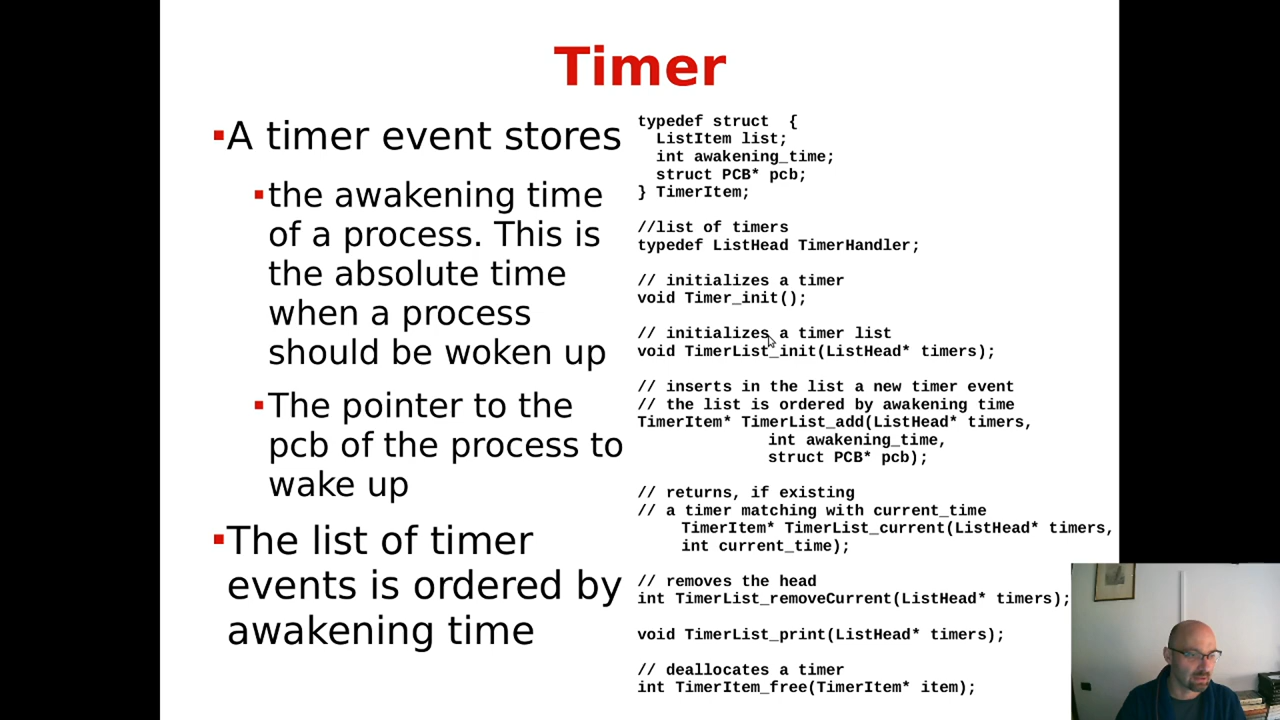 Timer
▪A timer event stores
▪the awakening time
of a process. This is
the absolute time
when a process
should be woken up
▪The pointer to the
pcb of the process to
wake up
▪The list of timer
events is ordered by
awakening time
typedef struct  {
  ListItem list;
  int awakening_time;
  struct PCB* pcb;
} TimerItem;
//list of timers
typedef ListHead TimerHandler;
// initializes a timer
void Timer_init();
// initializes a timer list
void TimerList_init(ListHead* timers);
// inserts in the list a new timer event
// the list is ordered by awakening time
TimerItem* TimerList_add(ListHead* timers,
int awakening_time,
struct PCB* pcb);
// returns, if existing
// a timer matching with current_time
TimerItem* TimerList_current(ListHead* timers,
int current_time);
// removes the head
int TimerList_removeCurrent(ListHead* timers);
void TimerList_print(ListHead* timers);
// deallocates a timer
int TimerItem_free(TimerItem* item);